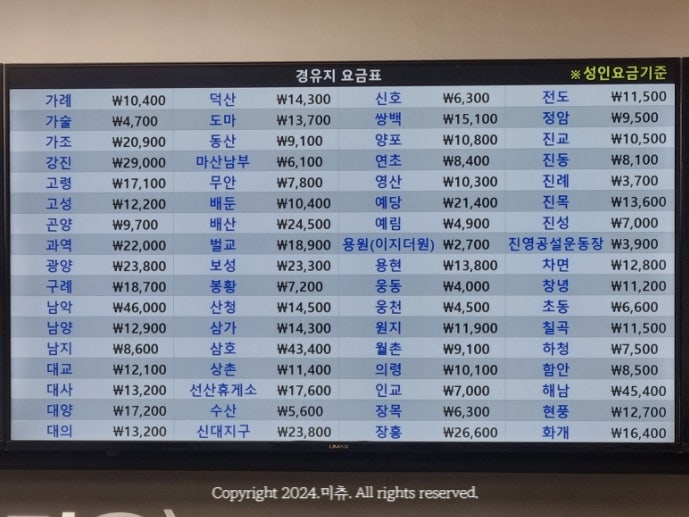 경유지 요금표 ※성인요금기준
가례 ₩10,400 덕산 ₩14,300 신호 ₩6,300 전도 ₩11,500
가술 ₩4,700 도마 ₩13,700 쌍백 ₩15,100 정암 ₩9,500
가조 ₩20,900 동산 ₩9,100 양포 ₩10,800 진교 ₩10,500
강진 ₩29,000 마산남부 ₩6,100 연초 ₩8,400 진동 ₩8,100
고령 ₩17,100 무안 ₩7,800 영산 ₩10,300 진례 ₩3,700
고성 ₩12,200 배둔 ₩10,400 예당 ₩21,400 진목 ₩13,600
곤양 ₩9,700 배산 ₩24,500 예림 ₩4,900 진성 ₩7,000
과역 ₩22,000 벌교 ₩18,900 용원(이지더원) ₩2,700 진영공설운동장 ₩3,900
광양 ₩23,800 보성 ₩23,300 용현 ₩13,800 차면 ₩12,800
구례 ₩18,700 봉황 ₩7,200 웅동 ₩4,000 창녕 ₩11,200
남악 ₩46,000 산청 ₩14,500 웅천 ₩4,500 초동 ₩6,600
남양 ₩12,900 삼가 ₩14,300 원지 ₩11,900 칠곡 ₩11,500
남지 ₩8,600 삼호 ₩43,400 월촌 ₩9,100 하청 ₩7,500
대교 ₩12,100 상촌 ₩11,400 의령 ₩10,100 함안 ₩8,500
대사 ₩13,200 선산휴게소 ₩17,600 인교 ₩7,000 해남 ₩45,400
대양 ₩17,200 수산 ₩5,600 장목 ₩6,300 현풍 ₩12,700
대의 ₩13,200 신대지구 ₩23,800 장흥 ₩26,600 화개 ₩16,400
Copyright 2024.미츄. All rights reserved.